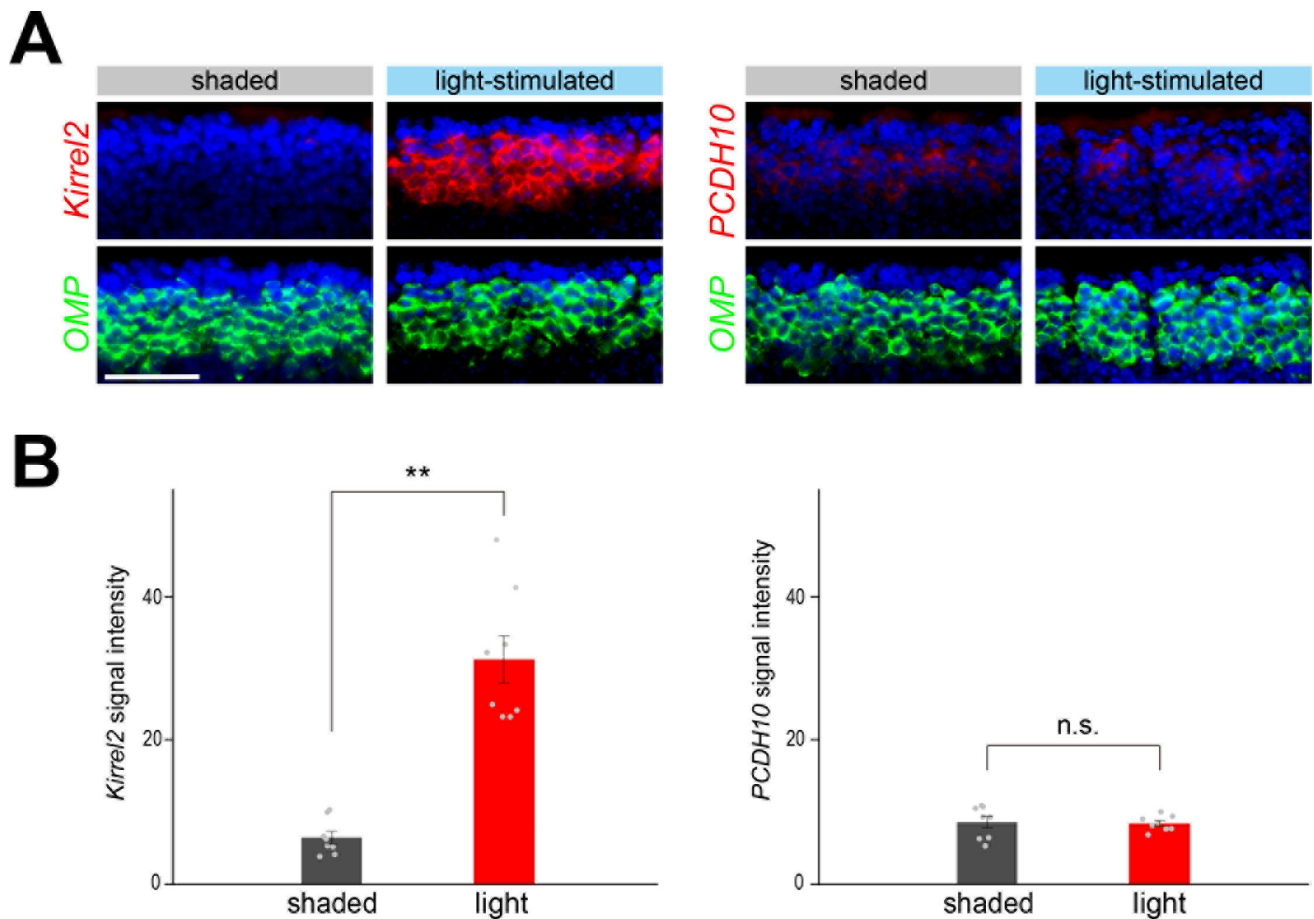 A
shaded light-stimulated shaded light-stimulated
Kirrel2
PCDH10
OMP
OMP
B
**
Kirrel2 signal intensity
40
20
0
shaded light
PCDH10 signal intensity
40
20
0
n.s.
shaded light